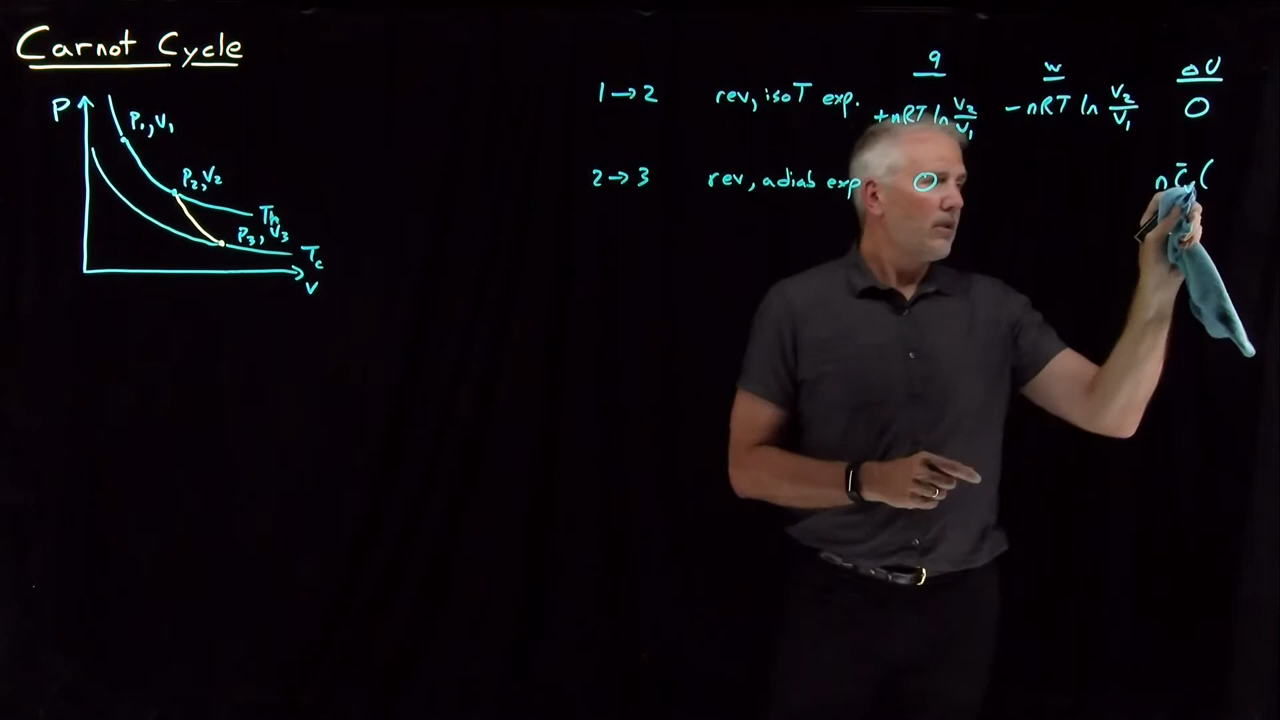 Carnot Cycle
q w ΔU
1→2 rev, isoT exp. +nRT ln V₂/V₁ -nRT ln V₂/V₁ 0
2→3 rev, adiab exp 0 nC̄ᵥ(
P
P₁,V₁
P₂,V₂
Tₕ
P₃,V₃
T_c
V